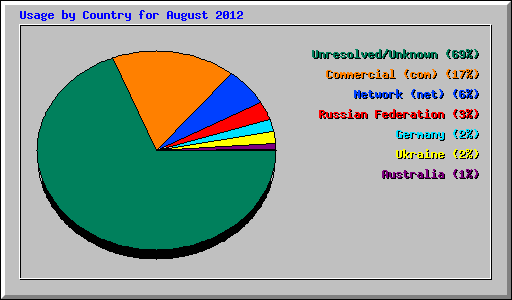 Usage by Country for August 2012
Unresolved/Unknown (69%)
Commercial (com) (17%)
Network (net) (6%)
Russian Federation (3%)
Germany (2%)
Ukraine (2%)
Australia (1%)